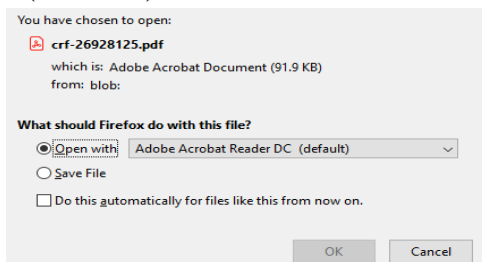 You have chosen to open:
crf-26928125.pdf
which is: Adobe Acrobat Document (91.9 KB)
from: blob:
What should Firefox do with this file?
Open with Adobe Acrobat Reader DC (default)
Save File
Do this automatically for files like this from now on.
OK Cancel